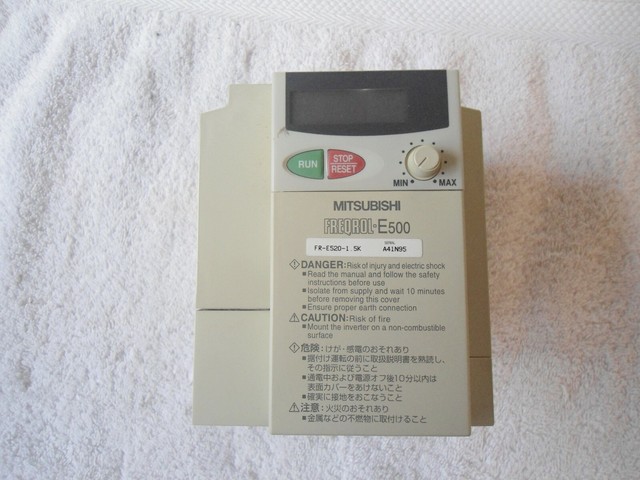 RUN
STOP
RESET
MIN MAX
MITSUBISHI
FREQROL-E500
SERIAL
FR-E520-1.5K A41N95
DANGER: Risk of injury and electric shock
■ Read the manual and follow the safety
instructions before use
■ Isolate from supply and wait 10 minutes
before removing this cover
■ Ensure proper earth connection
CAUTION: Risk of fire
■ Mount the inverter on a non-combustible
surface
危険：けが・感電のおそれあり
■ 据付け運転の前に取扱説明書を熟読し、
その指示に従うこと
■ 通電中および電源オフ後10分以内は
表面カバーをあけないこと
■ 確実に接地をおこなうこと
注意：火災のおそれあり
■ 金属などの不燃物に取付けること